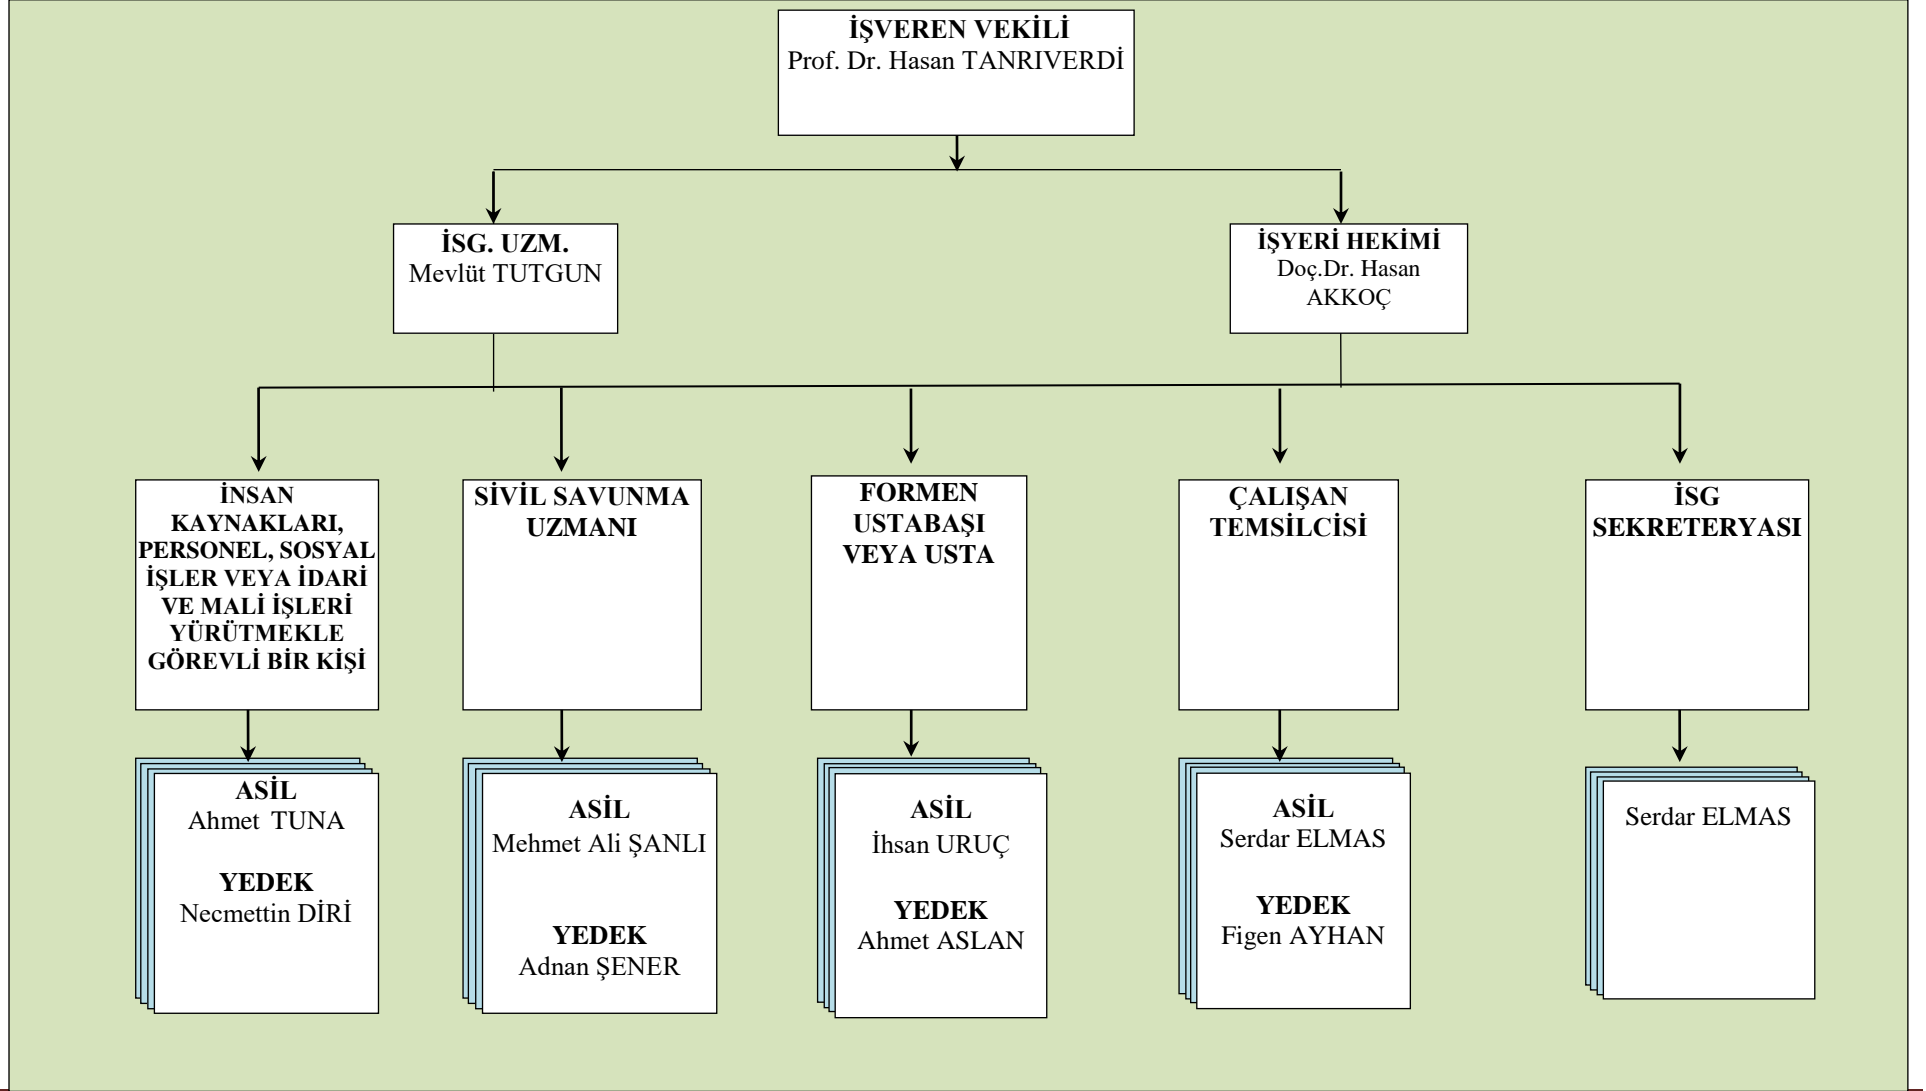 İŞVEREN VEKİLİ
Prof. Dr. Hasan TANRIVERDİ
İSG. UZM.
Mevlüt TUTGUN
İŞYERİ HEKİMİ
Doç.Dr. Hasan
AKKOÇ
İNSAN
KAYNAKLARI,
PERSONEL, SOSYAL
İŞLER VEYA İDARİ
VE MALİ İŞLERİ
YÜRÜTMEKLE
GÖREVLİ BİR KİŞİ
SİVİL SAVUNMA
UZMANI
FORMEN
USTABAŞI
VEYA USTA
ÇALIŞAN
TEMSİLCİSİ
İSG
SEKRETERYASI
ASİL
Ahmet TUNA
YEDEK
Necmettin DİRİ
ASİL
Mehmet Ali ŞANLI
YEDEK
Adnan ŞENER
ASİL
İhsan URUÇ
YEDEK
Ahmet ASLAN
ASİL
Serdar ELMAS
YEDEK
Figen AYHAN
Serdar ELMAS